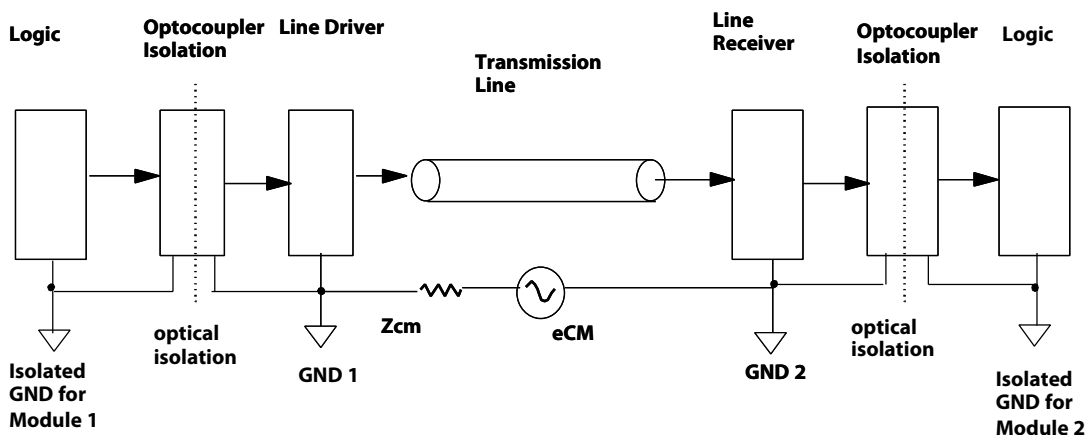 Logic
Optocoupler
Isolation
Line Driver
Transmission
Line
Line
Receiver
Optocoupler
Isolation
Logic
Zcm
eCM
optical
isolation
GND 1
GND 2
optical
isolation
Isolated
GND for
Module 1
Isolated
GND for
Module 2